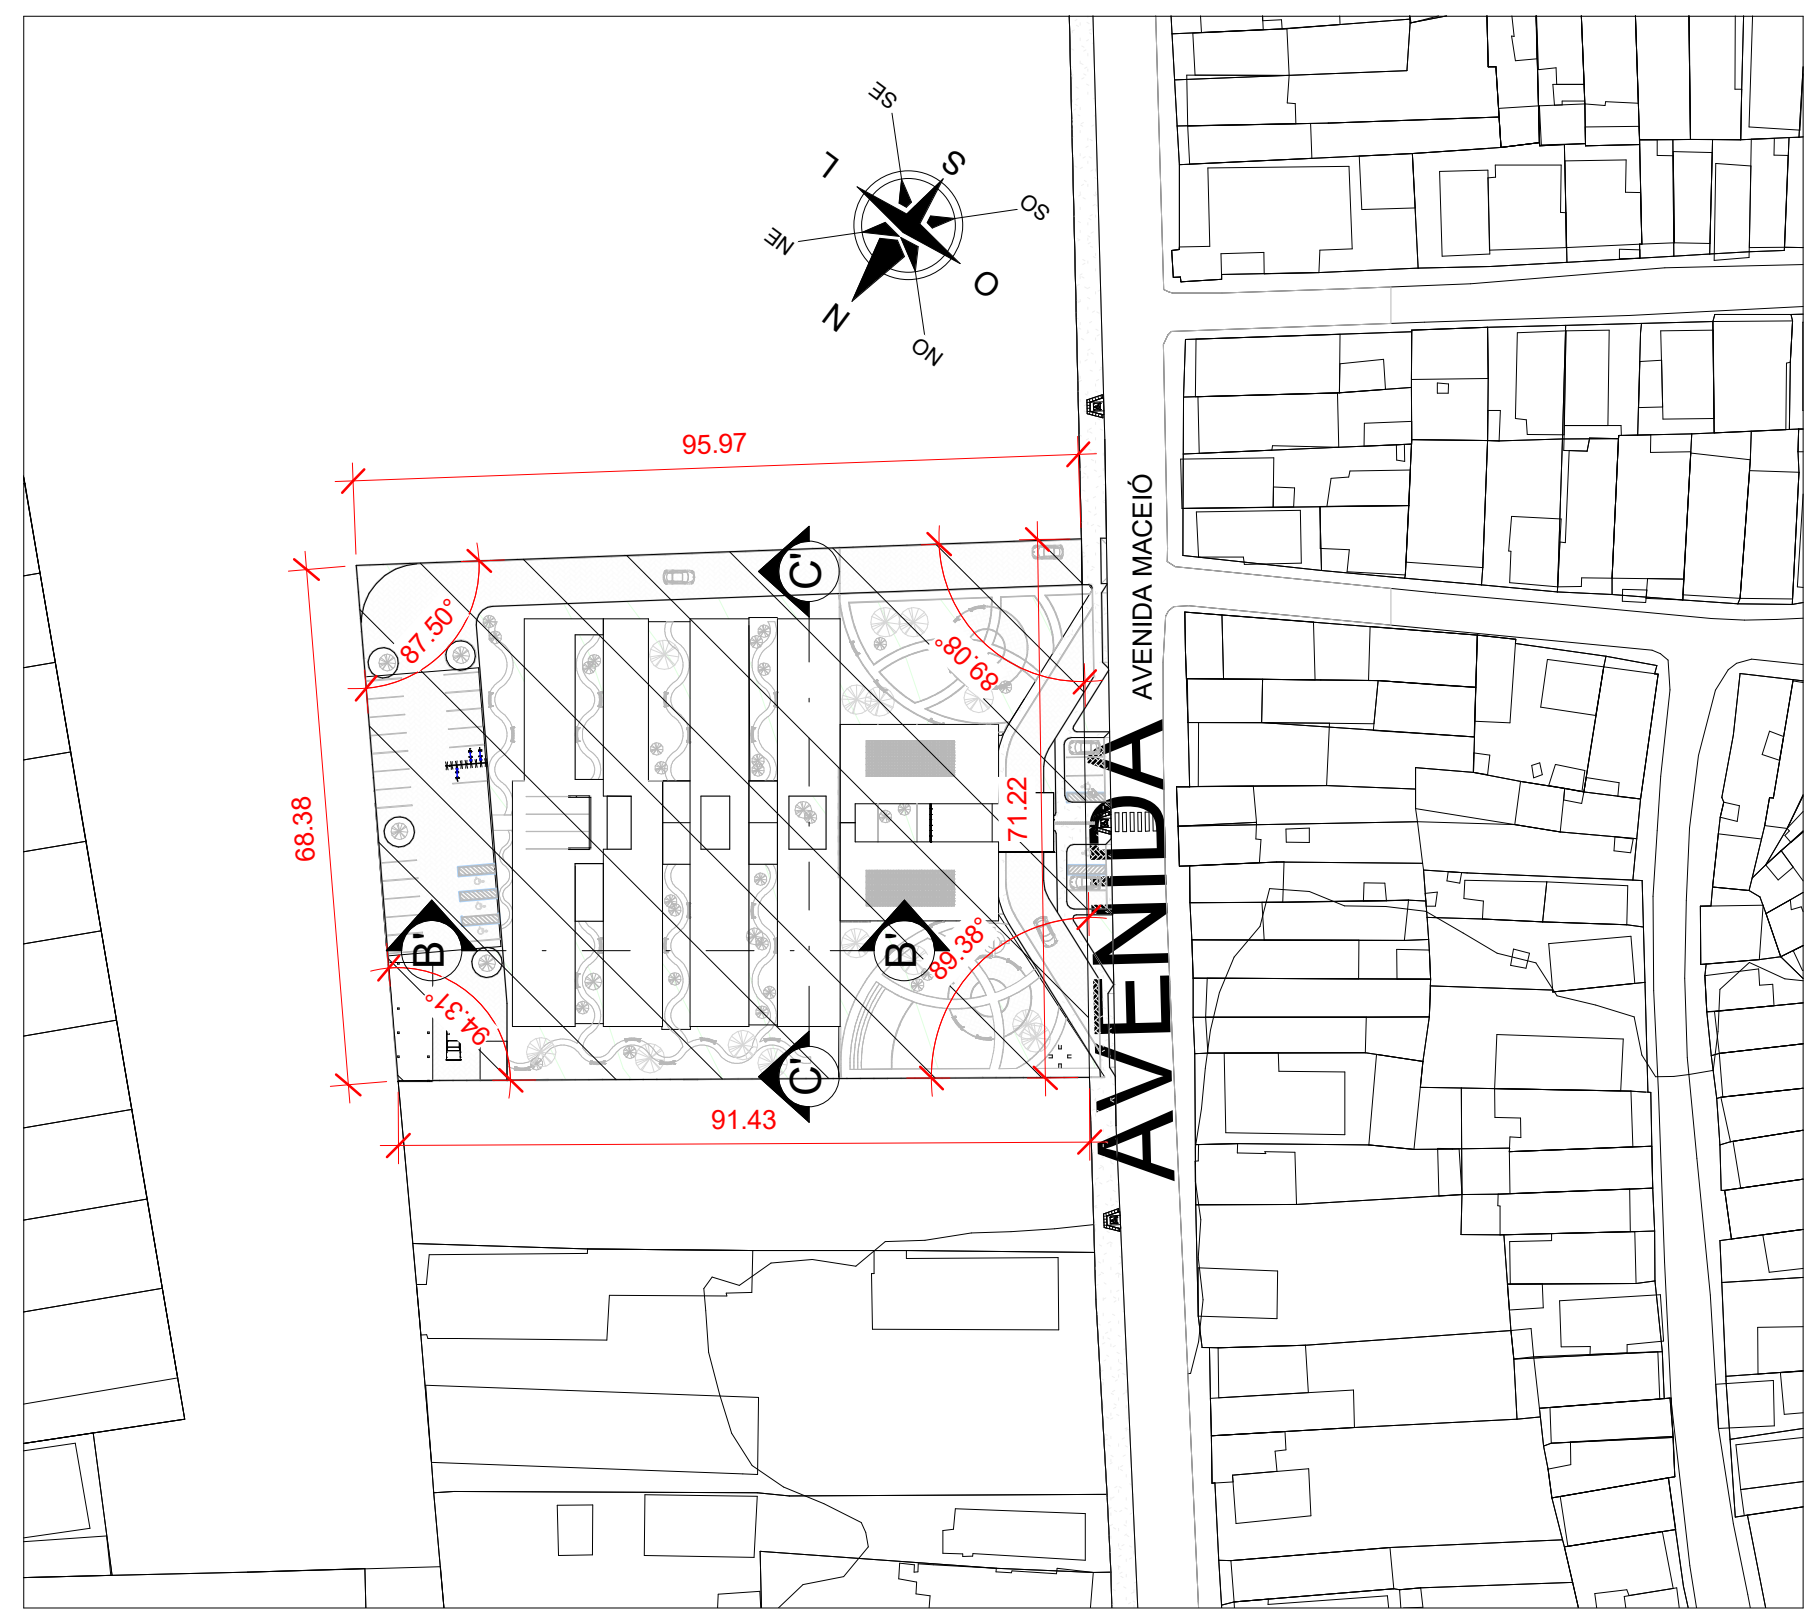 SE
L
S
SO
NE
O
N
NO
95.97
C'
87.50°
89.08°
AVENIDA MACEIÓ
68.38
71.22
AVENIDA
B'
B'
89.38°
94.31°
C'
91.43